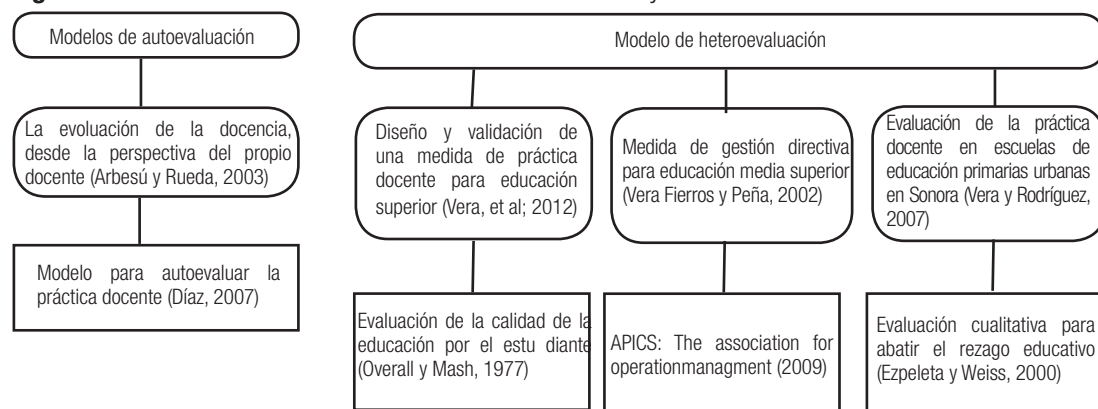 Modelos de autoevaluación
La evoluación de la docencia,
desde la perspectiva del propio
docente (Arbesú y Rueda, 2003)
Modelo para autoevaluar la
práctica docente (Díaz, 2007)
Modelo de heteroevaluación
Diseño y validación de
una medida de práctica
docente para educación
superior (Vera, et al; 2012)
Evaluación de la calidad de la
educación por el estu diante
(Overall y Mash, 1977)
Medida de gestión directiva
para educación media superior
(Vera Fierros y Peña, 2002)
APICS: The association for
operationmanagment (2009)
Evaluación de la práctica
docente en escuelas de
educación primarias urbanas
en Sonora (Vera y Rodríguez,
2007)
Evaluación cualitativa para
abatir el rezago educativo
(Ezpeleta y Weiss, 2000)